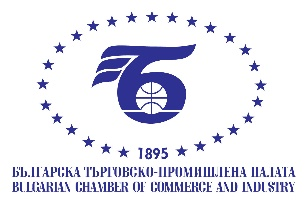 1895
БЪЛГАРСКА ТЪРГОВСКО-ПРОМИШЛЕНА ПАЛАТА
BULGARIAN CHAMBER OF COMMERCE AND INDUSTRY